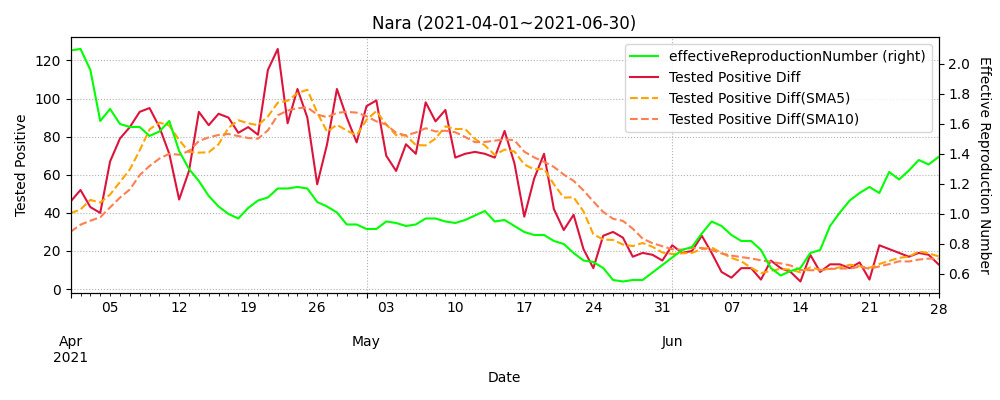 Nara (2021-04-01~2021-06-30)
effectiveReproductionNumber (right)
Tested Positive Diff
Tested Positive Diff(SMA5)
Tested Positive Diff(SMA10)
Tested Positive
120
100
80
60
40
20
0
Effective Reproduction Number
2.0
1.8
1.6
1.4
1.2
1.0
0.8
0.6
05 12 19 26 03 10 17 24 31 07 14 21 28
Apr May Jun
2021
Date